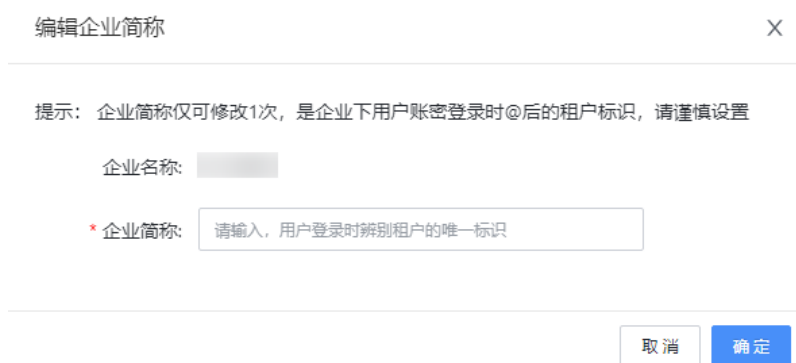 编辑企业简称
提示： 企业简称仅可修改1次，是企业下用户账密登录时@后的租户标识，请谨慎设置
企业名称:
* 企业简称: 请输入，用户登录时辨别租户的唯一标识
取消 确定